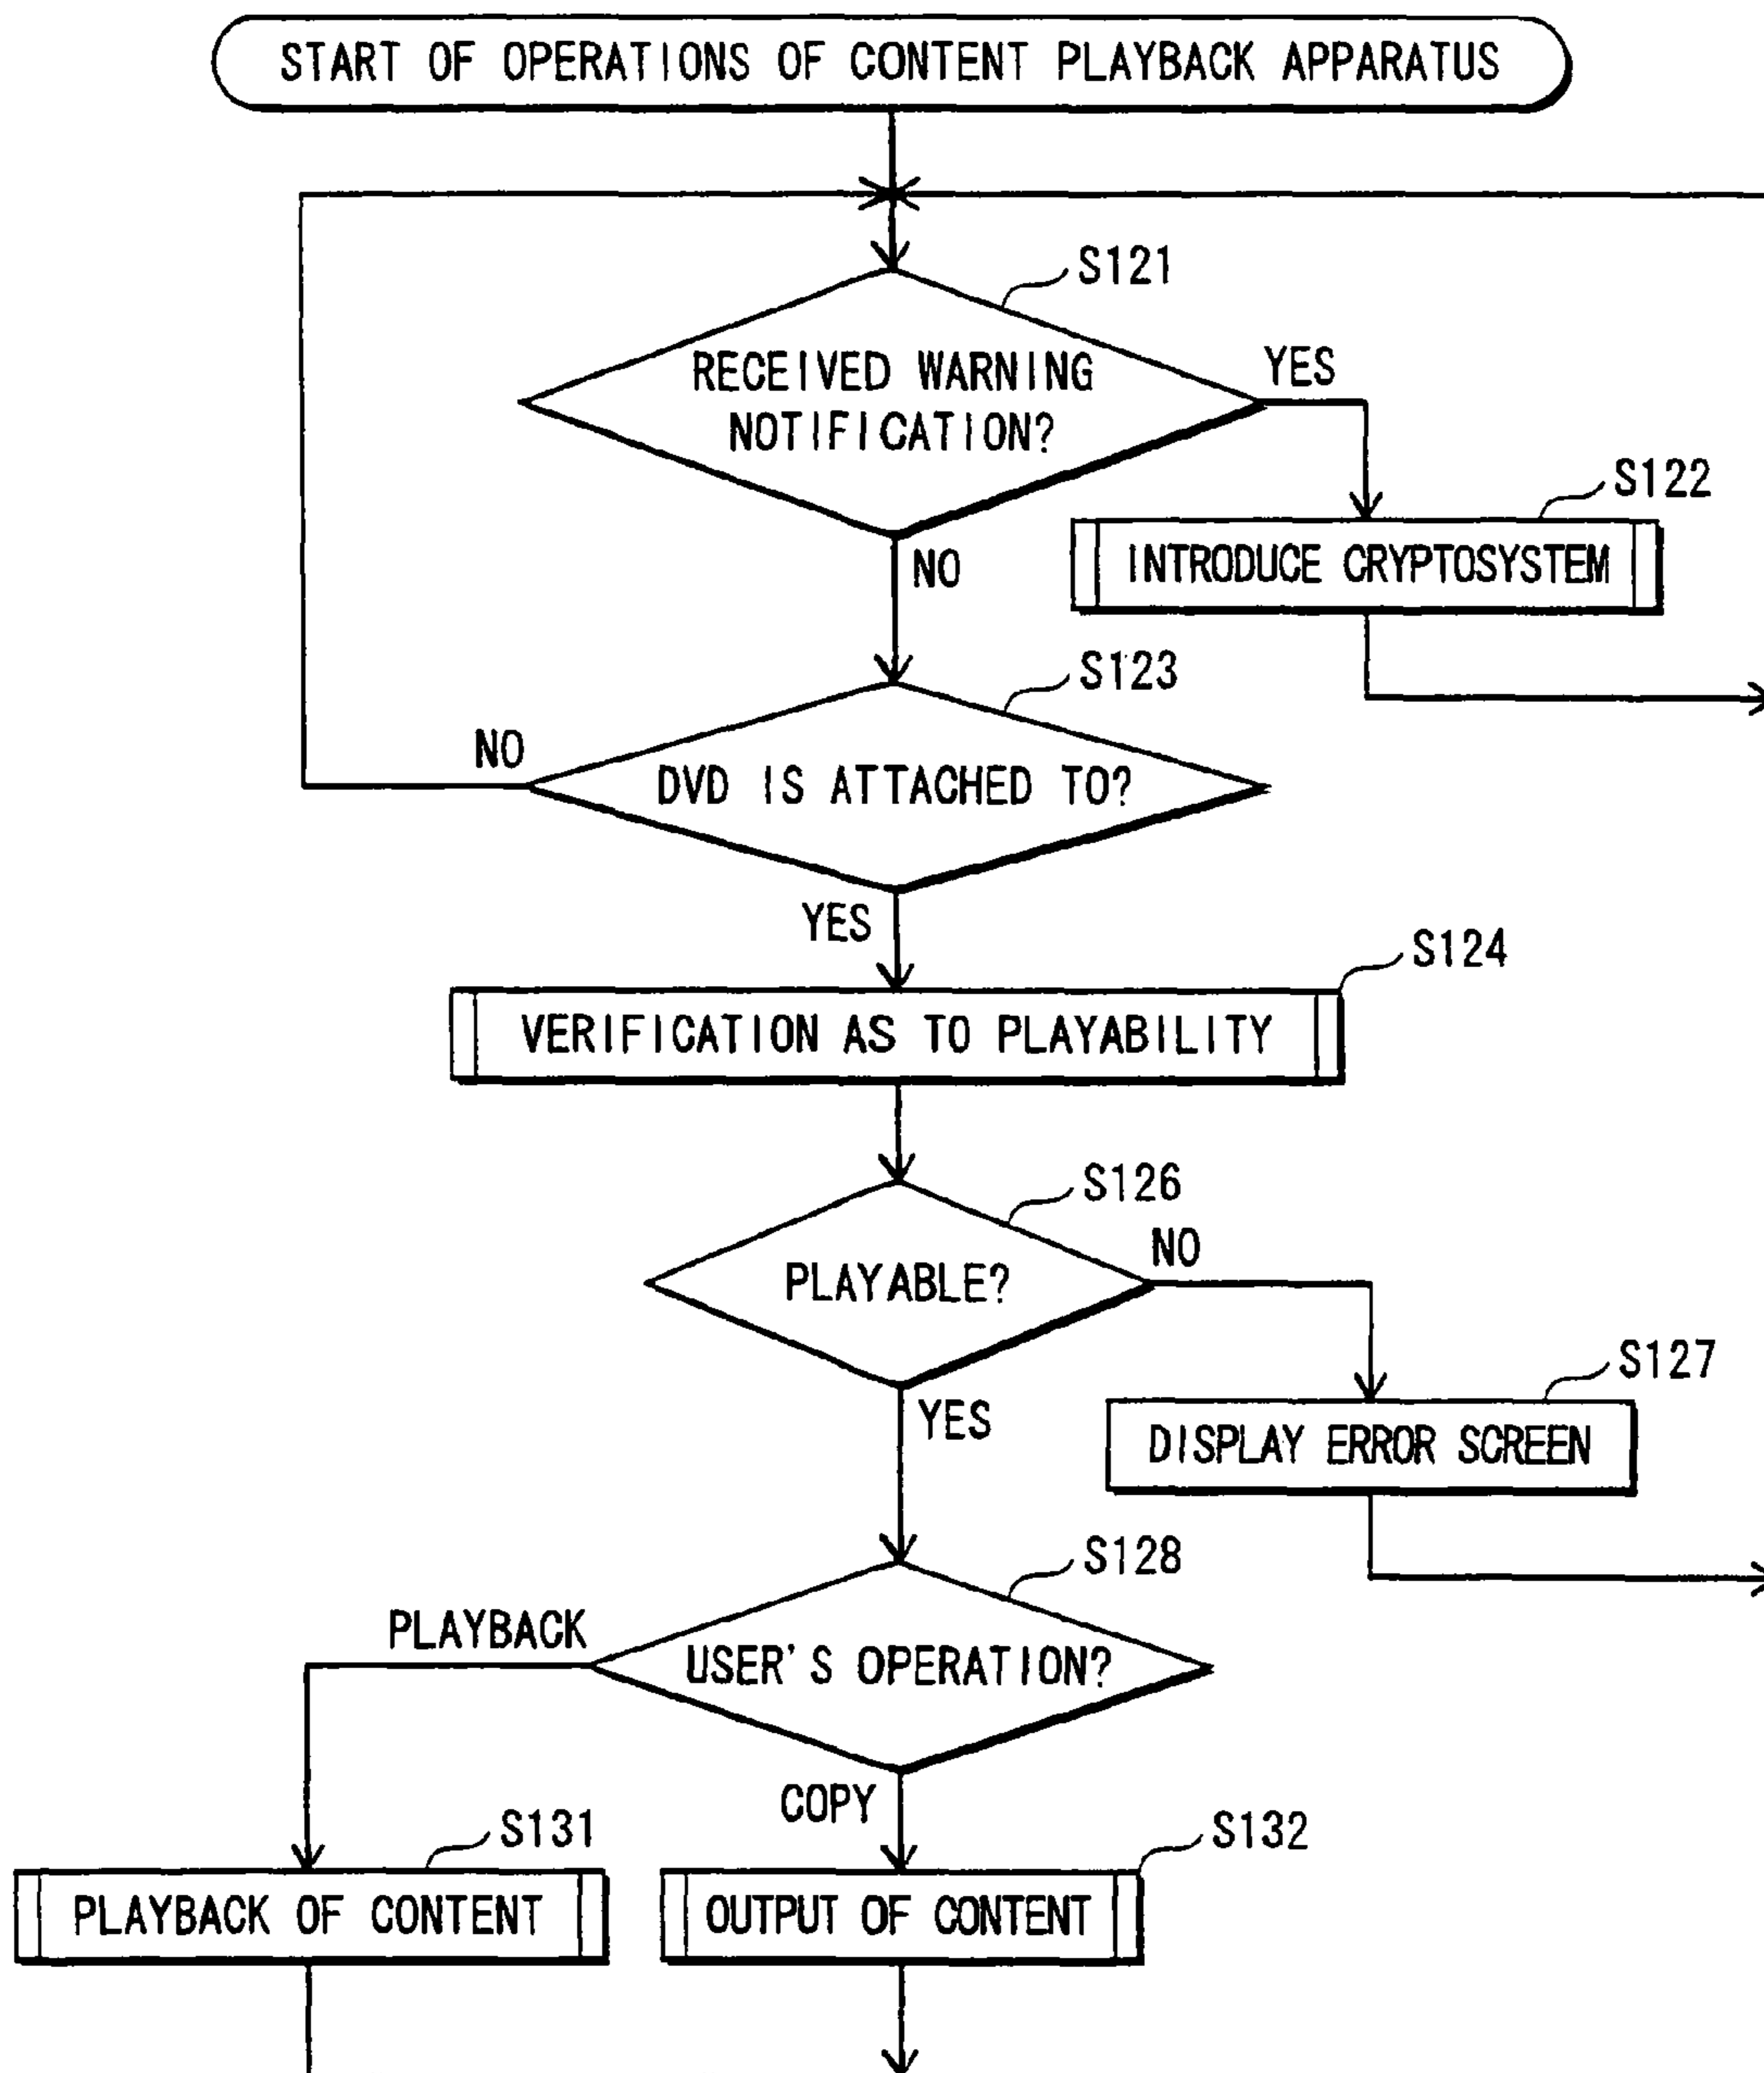 START OF OPERATIONS OF CONTENT PLAYBACK APPARATUS
S121
RECEIVED WARNING
NOTIFICATION?
YES
S122
INTRODUCE CRYPTOSYSTEM
NO
S123
NO
DVD IS ATTACHED TO?
YES
S124
VERIFICATION AS TO PLAYABILITY
S126
NO
PLAYABLE?
S127
YES
DISPLAY ERROR SCREEN
S128
PLAYBACK
USER'S OPERATION?
COPY
S131
S132
PLAYBACK OF CONTENT
OUTPUT OF CONTENT